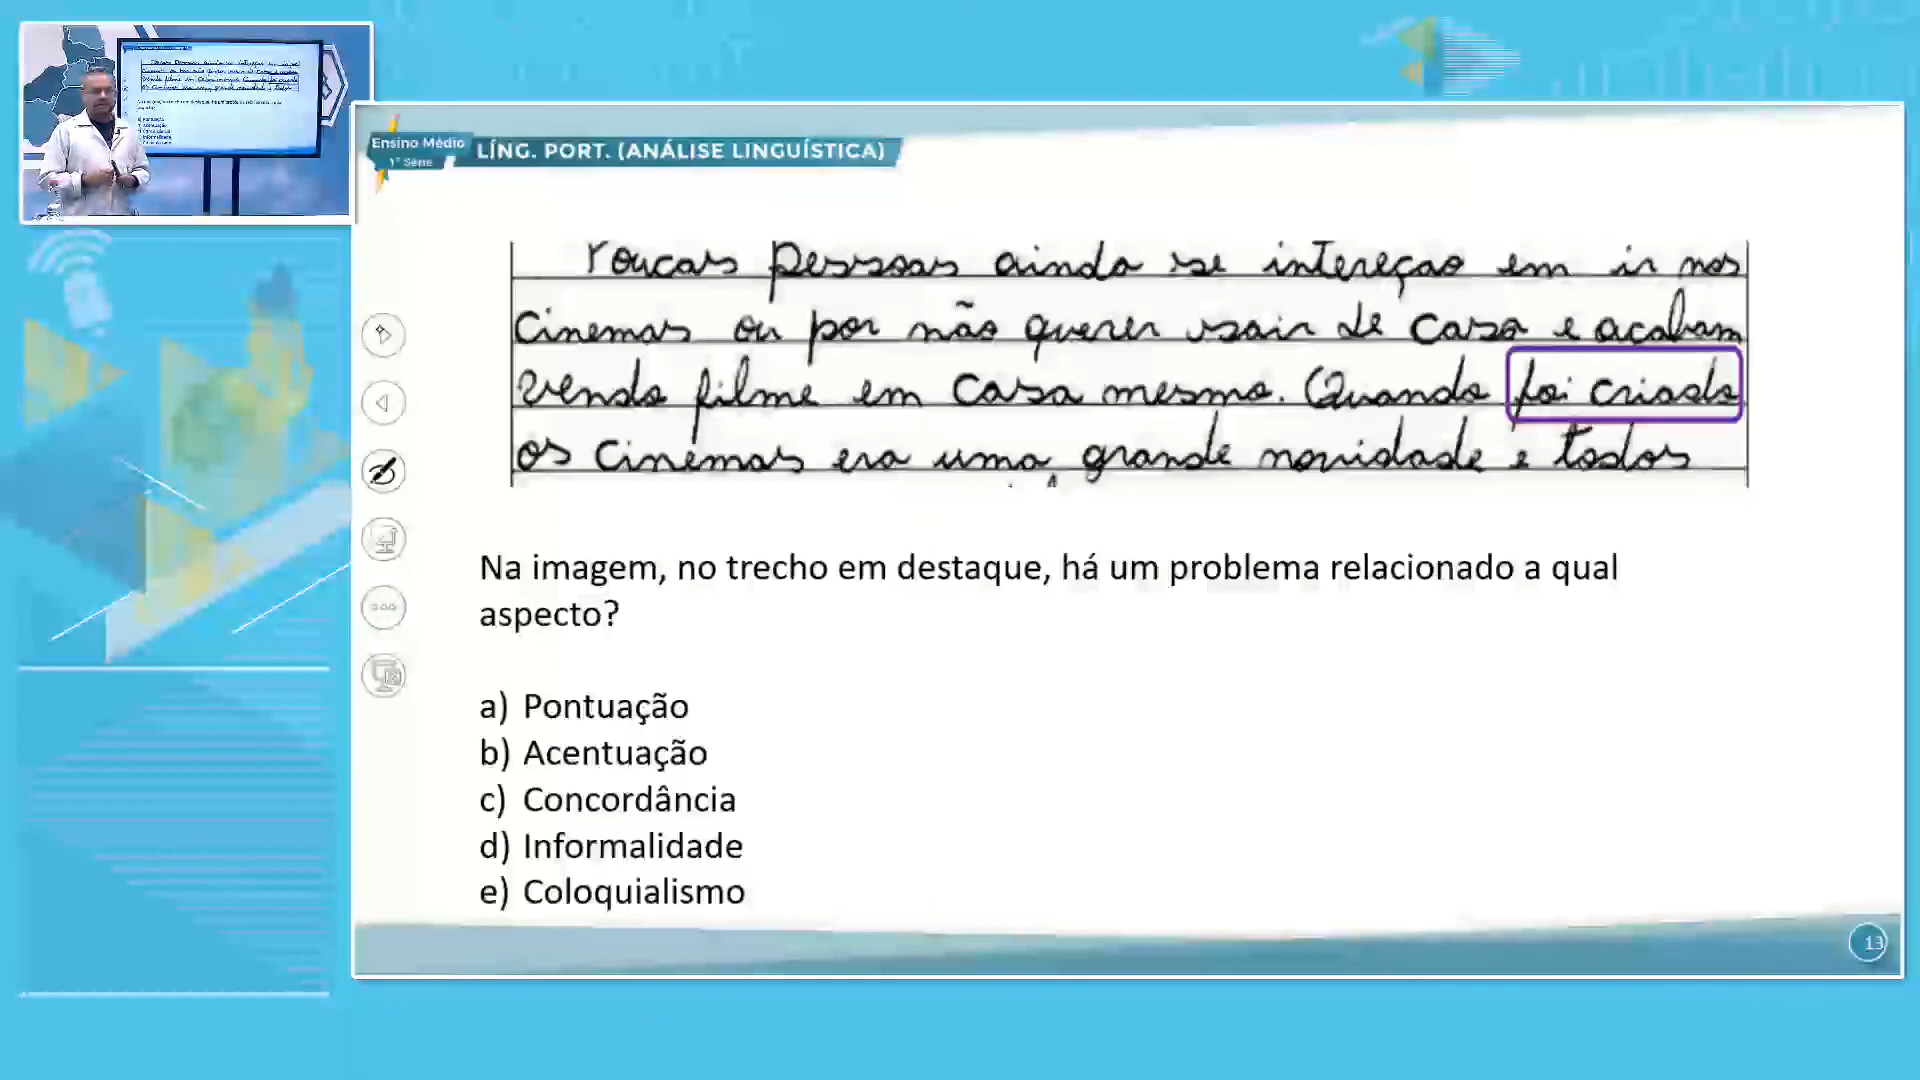 Ensino Médio
1ª Série
LÍNG. PORT. (ANÁLISE LINGUÍSTICA)
Poucas pessoas ainda se intereção em ir nos
cinemas ou por não querer sair de casa e acabam
vendo filme em casa mesmo. Quando foi criado
os cinemas era uma grande novidade e todos
Na imagem, no trecho em destaque, há um problema relacionado a qual
aspecto?
a) Pontuação
b) Acentuação
c) Concordância
d) Informalidade
e) Coloquialismo
13